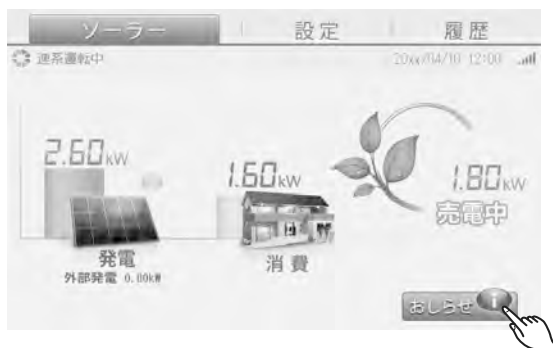 ソーラー
設定
履歴
連系運転中
20xx/04/10 12:00
2.60kW
1.60kW
1.80kW
売電中
発電
外部発電 0.00kW
消費
おしらせ
i